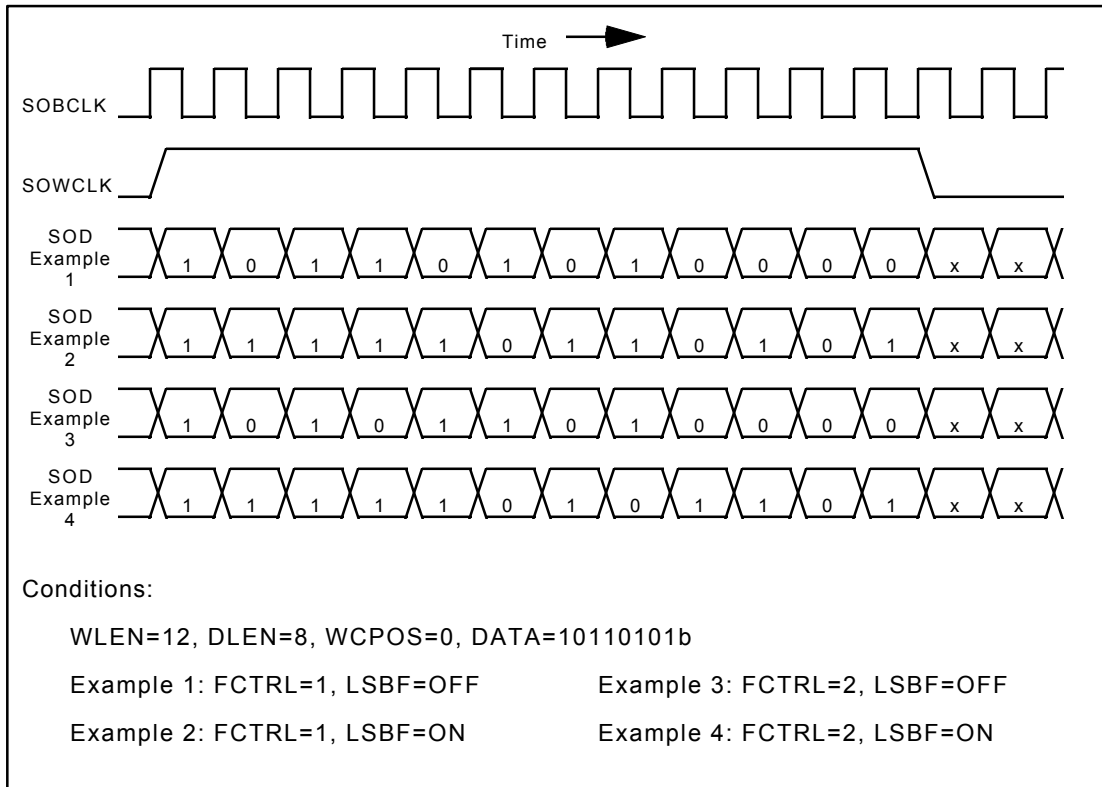 Time
SOBCLK
SOWCLK
SOD
Example
1
1 0 1 1 0 1 0 1 0 0 0 0 x x
SOD
Example
2
1 1 1 1 1 0 1 1 0 1 0 1 x x
SOD
Example
3
1 0 1 0 1 1 0 1 0 0 0 0 x x
SOD
Example
4
1 1 1 1 1 0 1 0 1 1 0 1 x x
Conditions:
WLEN=12, DLEN=8, WCPOS=0, DATA=10110101b
Example 1: FCTRL=1, LSBF=OFF Example 3: FCTRL=2, LSBF=OFF
Example 2: FCTRL=1, LSBF=ON Example 4: FCTRL=2, LSBF=ON